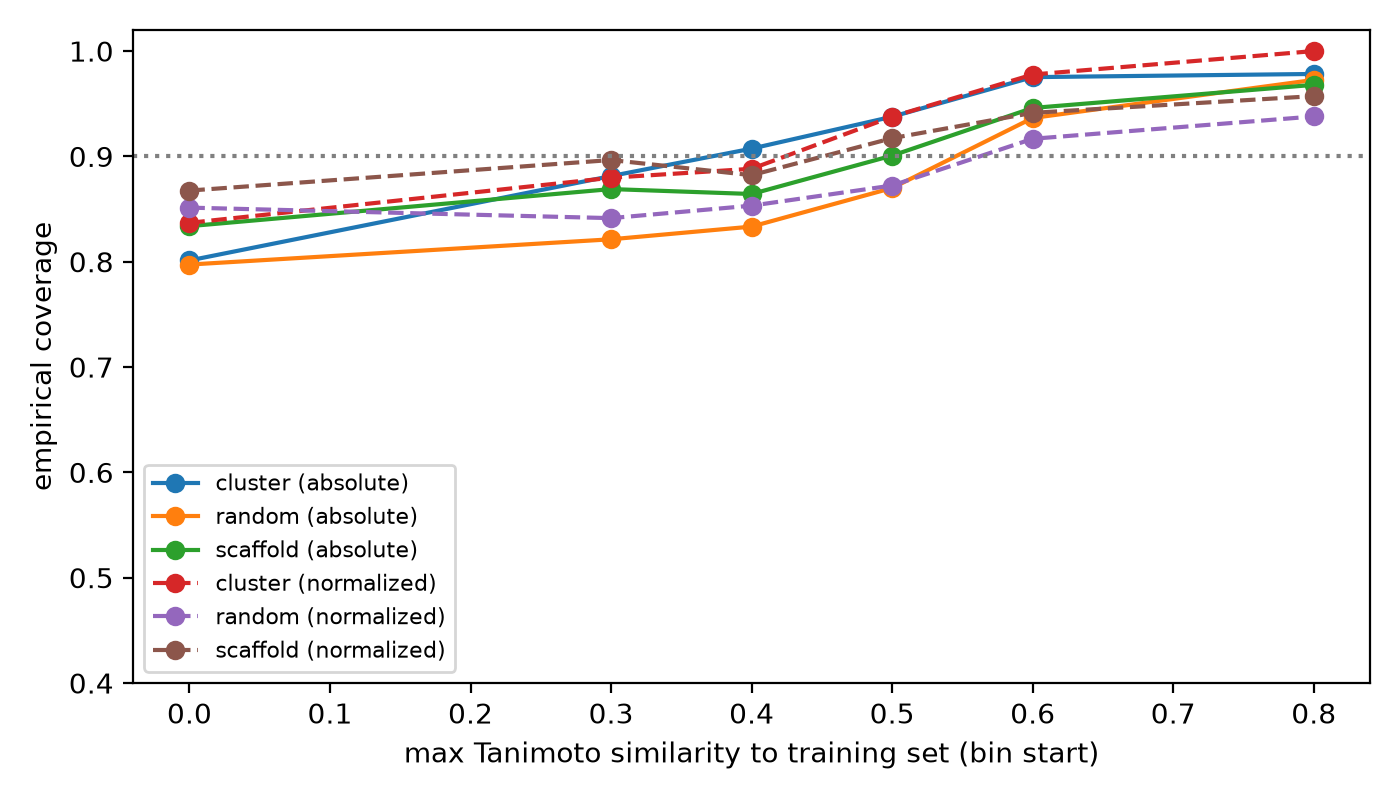 1.0
0.9
0.8
0.7
0.6
0.5
0.4
empirical coverage
cluster (absolute)
random (absolute)
scaffold (absolute)
cluster (normalized)
random (normalized)
scaffold (normalized)
0.0 0.1 0.2 0.3 0.4 0.5 0.6 0.7 0.8
max Tanimoto similarity to training set (bin start)